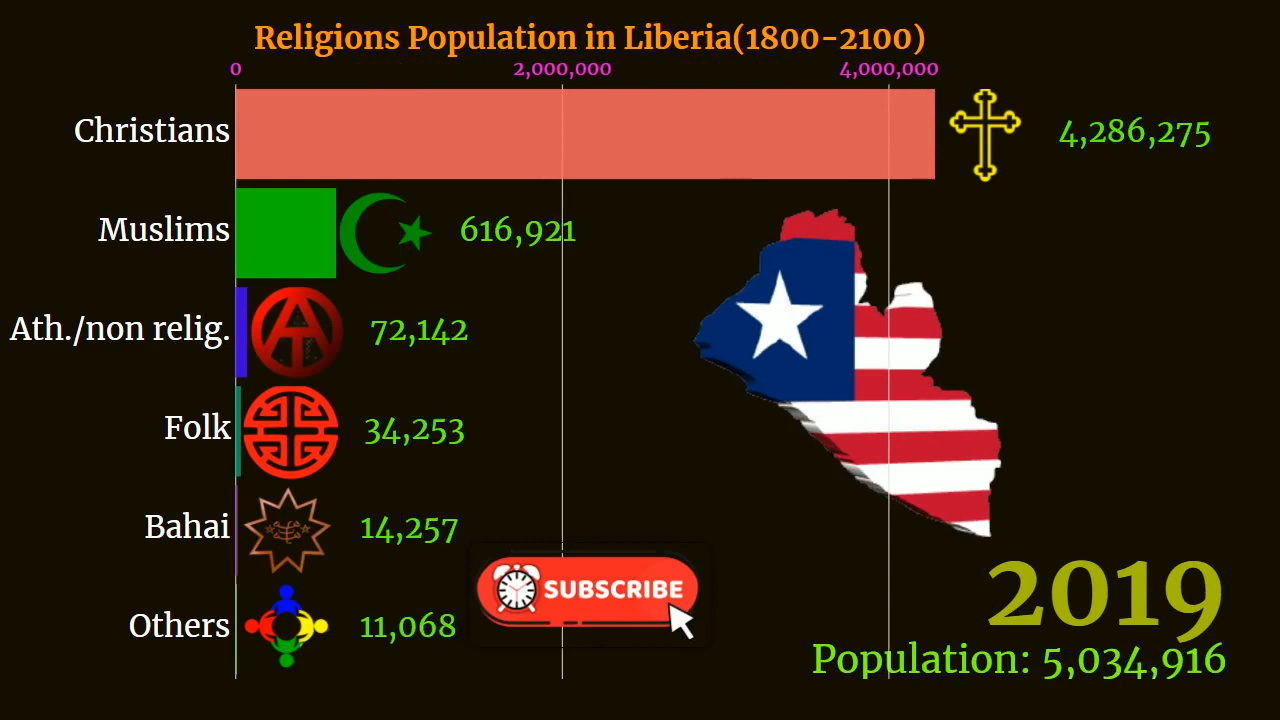 Religions Population in Liberia(1800-2100)
0 2,000,000 4,000,000
Christians 4,286,275
Muslims 616,921
Ath./non relig. 72,142
Folk 34,253
Bahai 14,257
SUBSCRIBE
Others 11,068
2019
Population: 5,034,916